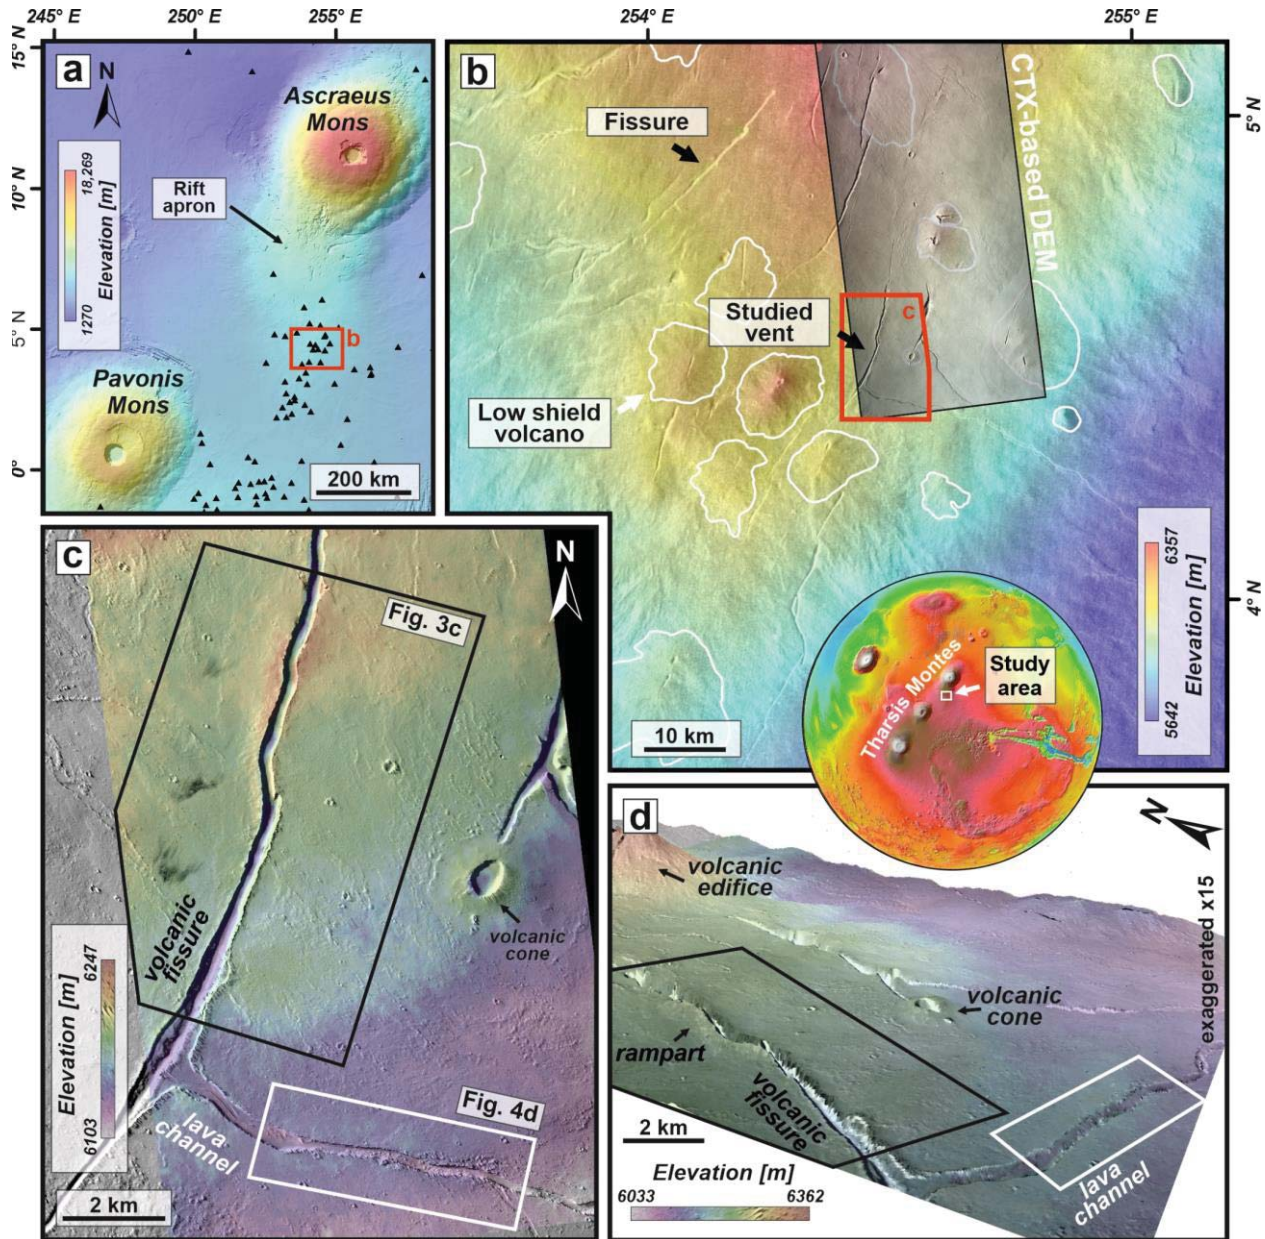 245° E
250° E
255° E
254° E
255° E
15° N
10° N
5° N
0°
a
N
Ascraeus
Mons
18,269
Elevation [m]
1270
Rift
apron
b
Pavonis
Mons
200 km
b
Fissure
CTX-based DEM
5° N
Studied
vent
c
Low shield
volcano
4° N
6357
Elevation [m]
5642
10 km
Tharsis Montes
Study
area
c
N
Fig. 3c
volcanic
fissure
volcanic
cone
6247
Elevation [m]
6103
Fig. 4d
lava
channel
2 km
d
N
volcanic
edifice
exaggerated x15
volcanic
cone
rampart
volcanic
fissure
2 km
lava
channel
Elevation [m]
6033
6362